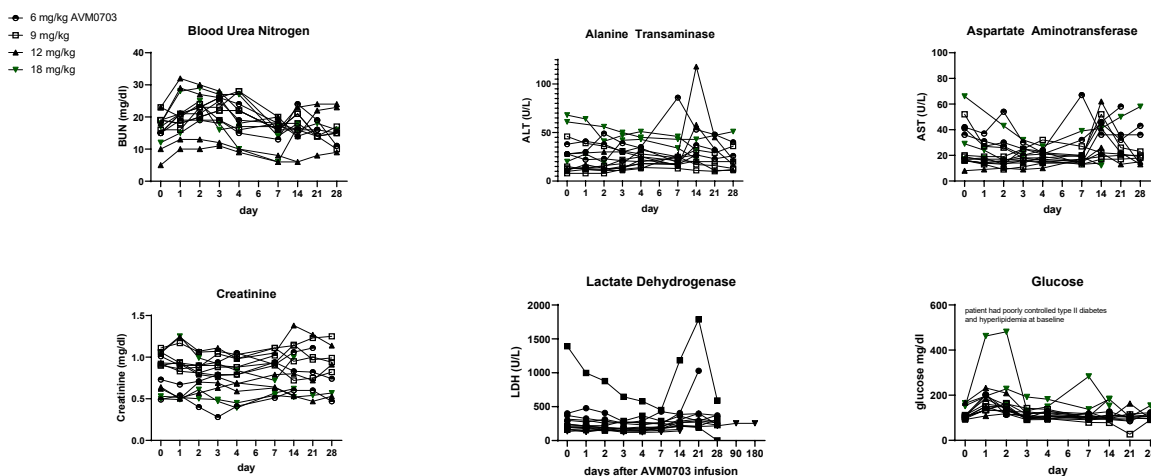 6 mg/kg AVM0703
9 mg/kg
12 mg/kg
18 mg/kg
Blood Urea Nitrogen
BUN (mg/dl)
40
30
20
10
0
0 1 2 3 4 6 7 14 21 28
day
Alanine Transaminase
ALT (U/L)
100
50
0
0 1 2 3 4 6 7 14 21 28
day
Aspartate Aminotransferase
AST (U/L)
100
80
60
40
20
0
0 1 2 3 4 6 7 14 21 28
day
Creatinine
Creatinine (mg/dl)
1.5
1.0
0.5
0.0
0 1 2 3 4 6 7 14 21 28
day
Lactate Dehydrogenase
LDH (U/L)
2000
1500
1000
500
0
0 1 2 3 4 6 7 14 21 28 90 180
days after AVM0703 infusion
Glucose
patient had poorly controlled type II diabetes
and hyperlipidemia at baseline
glucose mg/dl
600
400
200
0
0 1 2 3 4 6 7 14 21 28
day